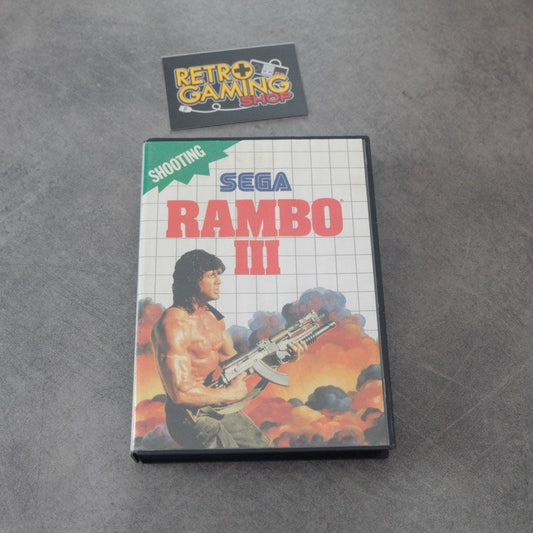 RETRO
GAMING
SHOP
SHOOTING
SEGA
RAMBO
III